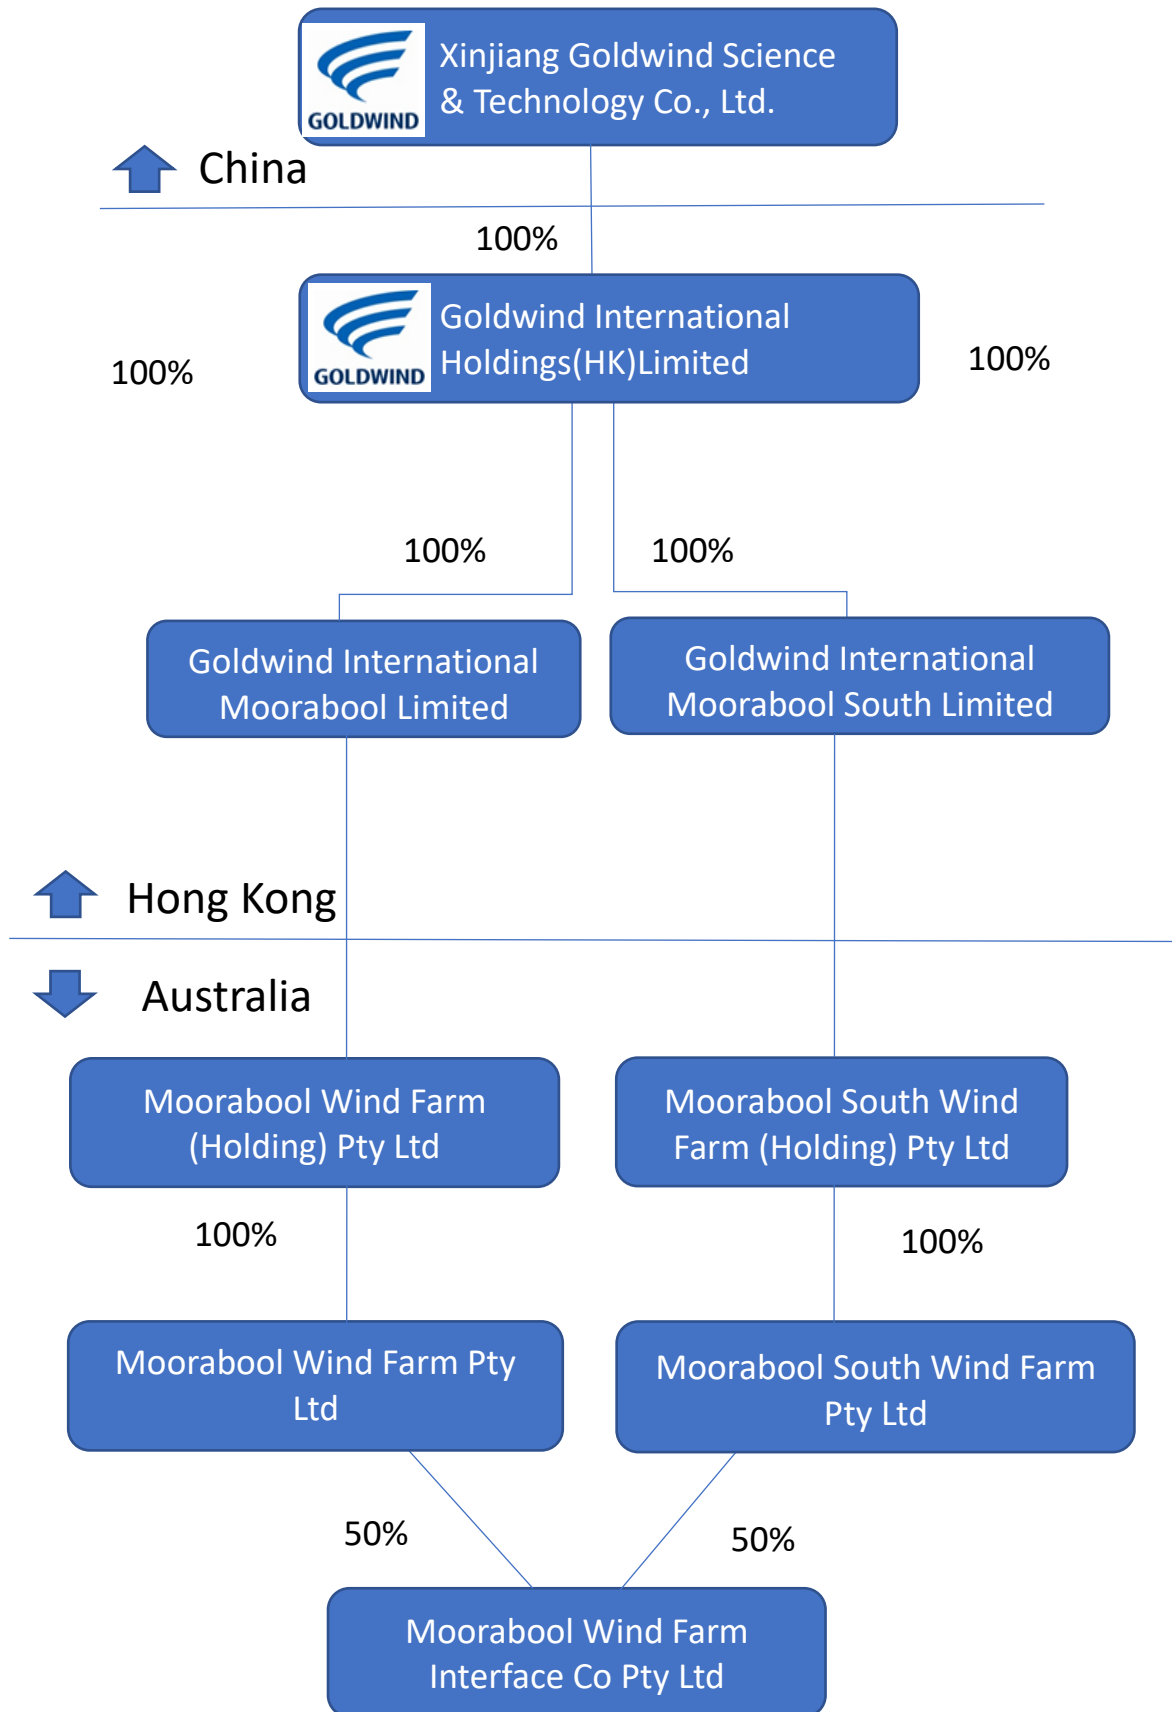 Xinjiang Goldwind Science
& Technology Co., Ltd.
GOLDWIND
China
100%
Goldwind International
Holdings(HK)Limited
GOLDWIND
100%
100%
100%
100%
Goldwind International
Moorabool Limited
Goldwind International
Moorabool South Limited
Hong Kong
Australia
Moorabool Wind Farm
(Holding) Pty Ltd
Moorabool South Wind
Farm (Holding) Pty Ltd
100%
100%
Moorabool Wind Farm Pty
Ltd
Moorabool South Wind Farm
Pty Ltd
50%
50%
Moorabool Wind Farm
Interface Co Pty Ltd